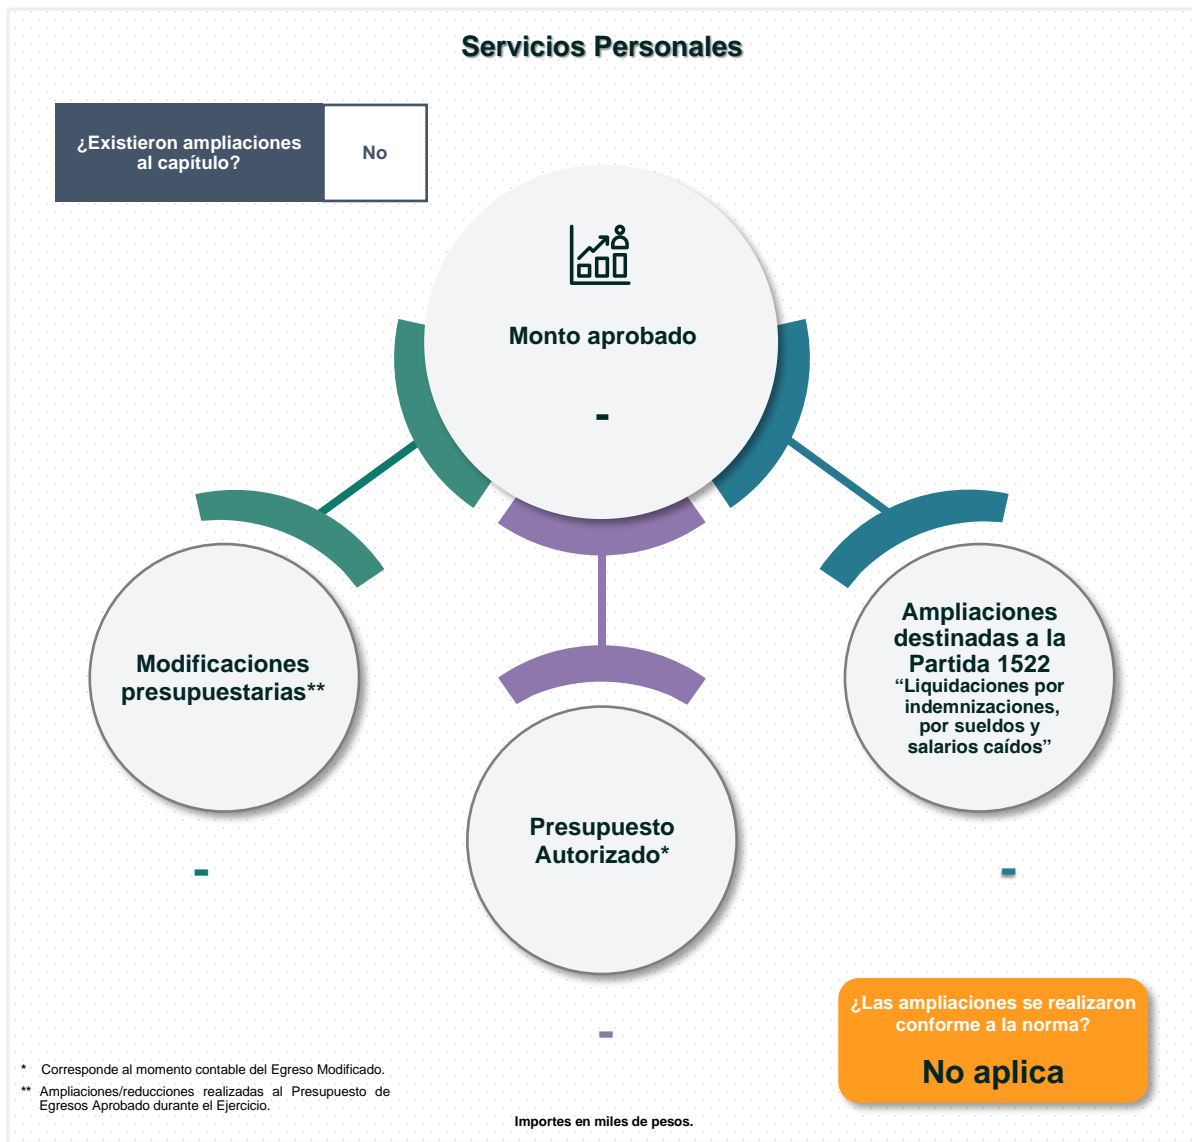 Servicios Personales
¿Existieron ampliaciones
al capítulo?
No
Monto aprobado
-
Modificaciones
presupuestarias**
-
Presupuesto
Autorizado*
-
Ampliaciones
destinadas a la
Partida 1522
“Liquidaciones por
indemnizaciones,
por sueldos y
salarios caídos”
-
¿Las ampliaciones se realizaron
conforme a la norma?
No aplica
* Corresponde al momento contable del Egreso Modificado.
** Ampliaciones/reducciones realizadas al Presupuesto de
Egresos Aprobado durante el Ejercicio.
Importes en miles de pesos.